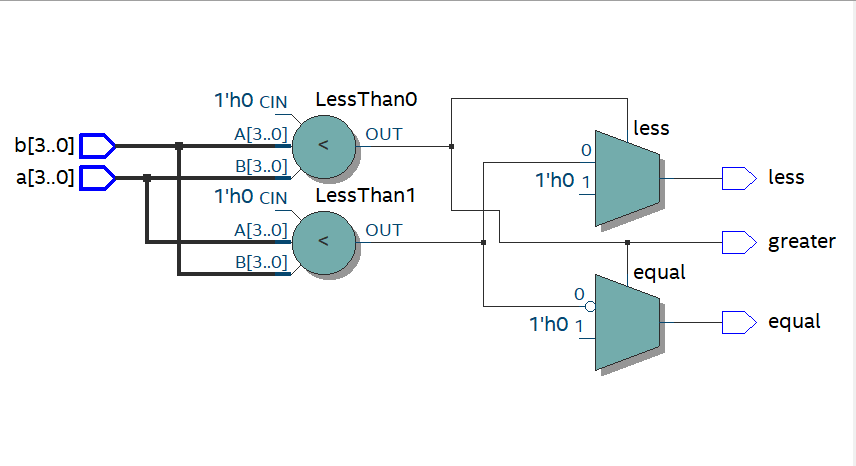 1'h0 CIN
LessThan0
b[3..0]
A[3..0]
<
OUT
B[3..0]
a[3..0]
1'h0 CIN
LessThan1
A[3..0]
<
OUT
B[3..0]
less
0
1'h0 1
less
greater
equal
0
1'h0 1
equal